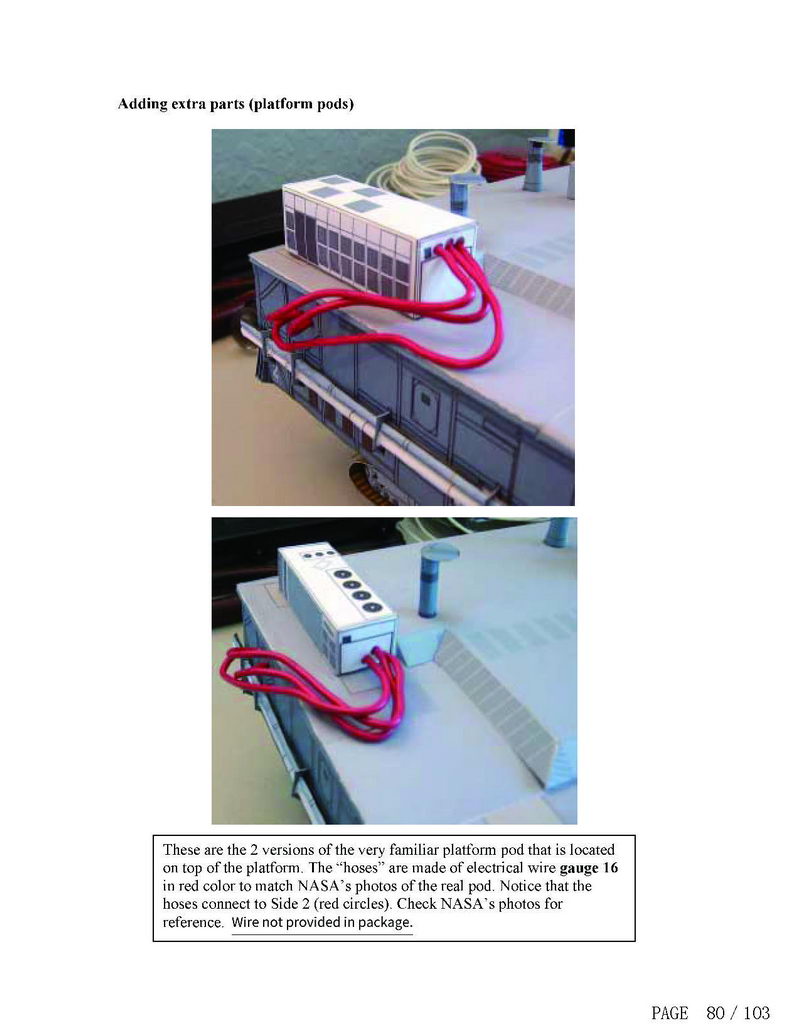 Adding extra parts (platform pods)
These are the 2 versions of the very familiar platform pod that is located
on top of the platform. The “hoses” are made of electrical wire gauge 16
in red color to match NASA’s photos of the real pod. Notice that the
hoses connect to Side 2 (red circles). Check NASA’s photos for
reference. Wire not provided in package.
PAGE 80 / 103